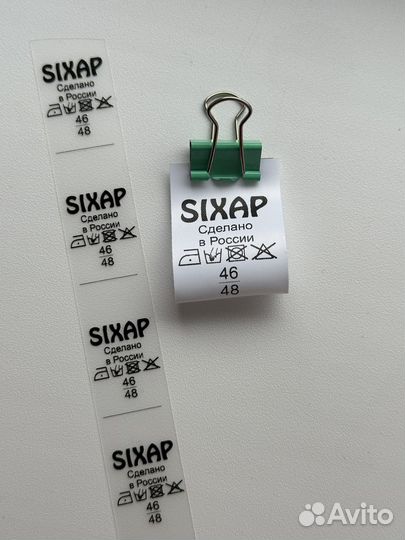 SIXAP
Сделано
в России
46
48
SIXAP
Сделано
в России
46
48
SIXAP
Сделано
в России
46
48
SIXAP
Сделано
в России
46
48
SIXAP
Сделано
в России
46
48
Avito